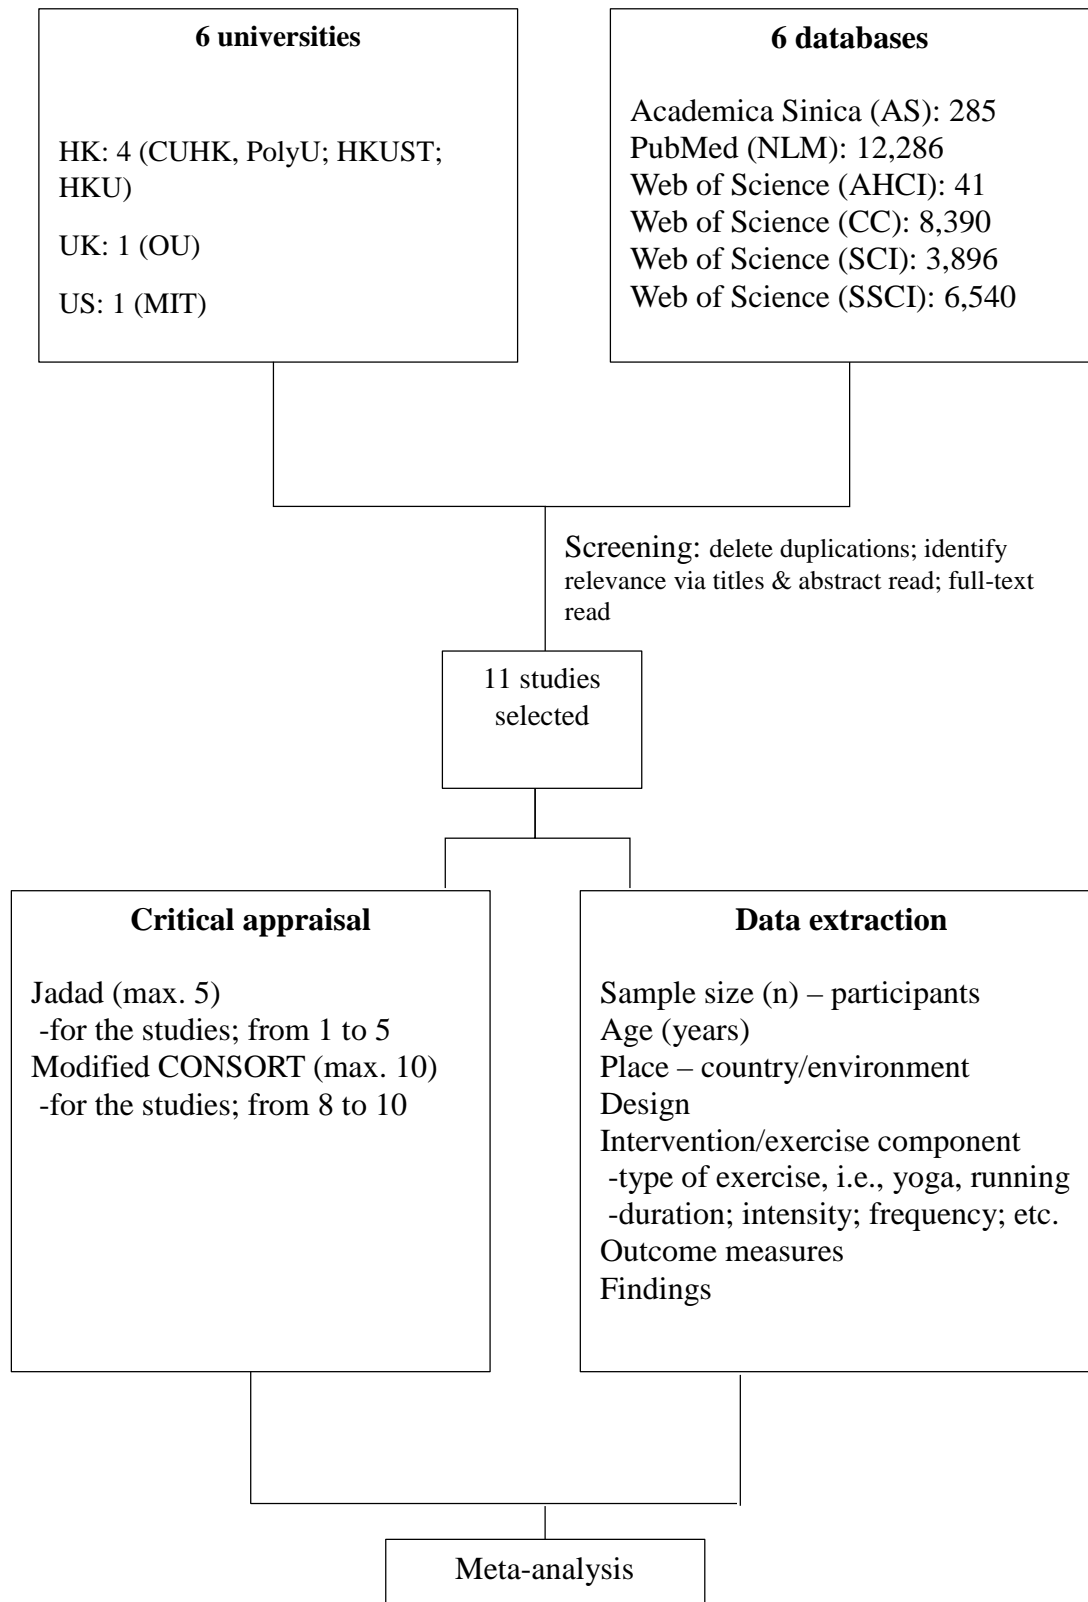 6 universities
HK: 4 (CUHK, PolyU; HKUST;
HKU)
UK: 1 (OU)
US: 1 (MIT)
6 databases
Academica Sinica (AS): 285
PubMed (NLM): 12,286
Web of Science (AHCI): 41
Web of Science (CC): 8,390
Web of Science (SCI): 3,896
Web of Science (SSCI): 6,540
Screening: delete duplications; identify
relevance via titles & abstract read; full-text
read
11 studies
selected
Critical appraisal
Jadad (max. 5)
-for the studies; from 1 to 5
Modified CONSORT (max. 10)
-for the studies; from 8 to 10
Data extraction
Sample size (n) – participants
Age (years)
Place – country/environment
Design
Intervention/exercise component
-type of exercise, i.e., yoga, running
-duration; intensity; frequency; etc.
Outcome measures
Findings
Meta-analysis